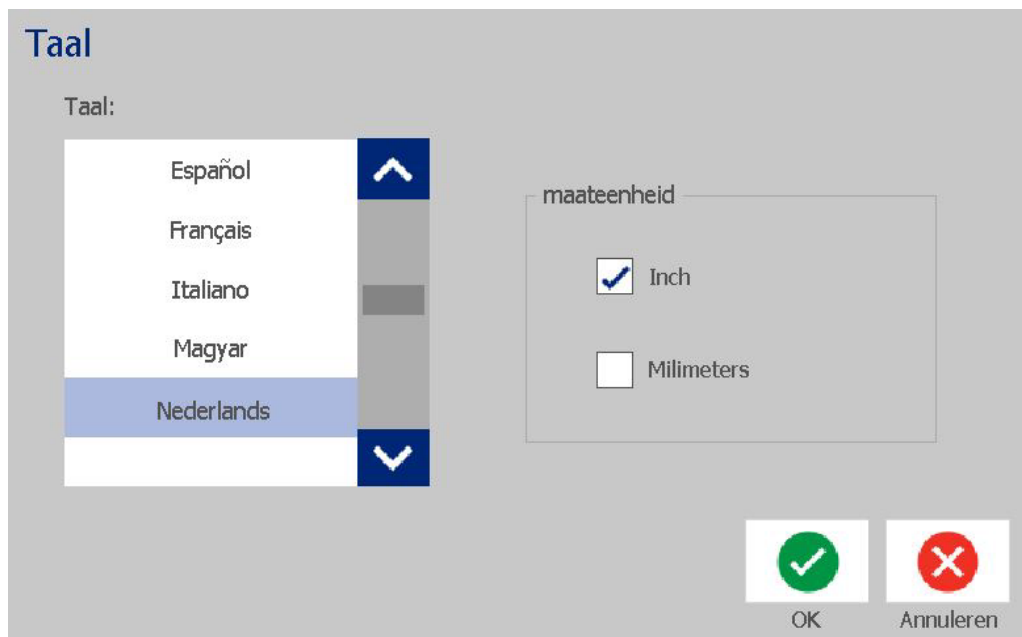 Taal
Taal:
Español
Français
Italiano
Magyar
Nederlands
maateenheid
Inch
Milimeters
OK
Annuleren